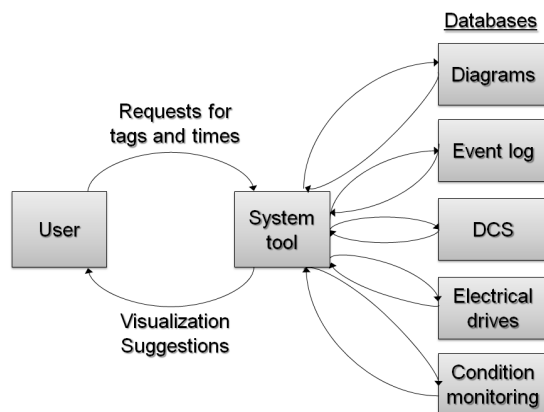 Databases
Diagrams
Requests for
tags and times
Event log
User
System
tool
DCS
Visualization
Suggestions
Electrical
drives
Condition
monitoring